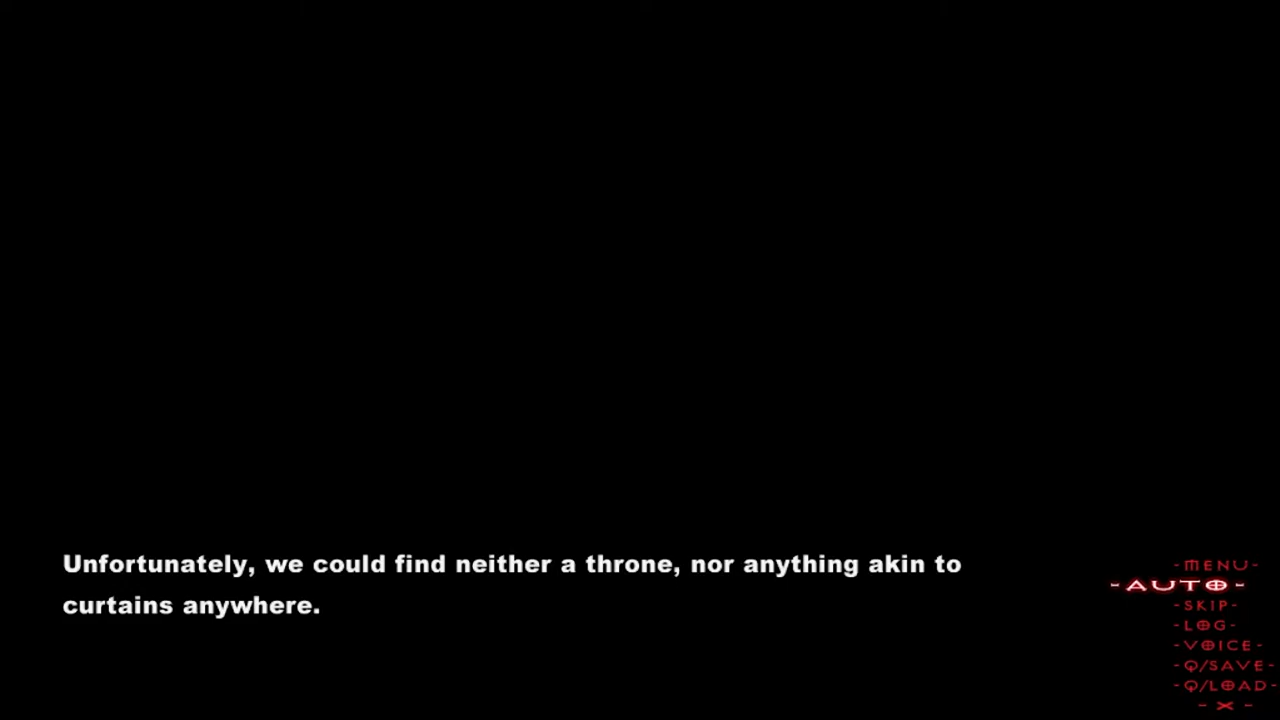 Unfortunately, we could find neither a throne, nor anything akin to
curtains anywhere.
-MENU-
-AUTO-
-SKIP-
-LOG-
-VOICE-
-Q/SAVE-
-Q/LOAD-
-X-